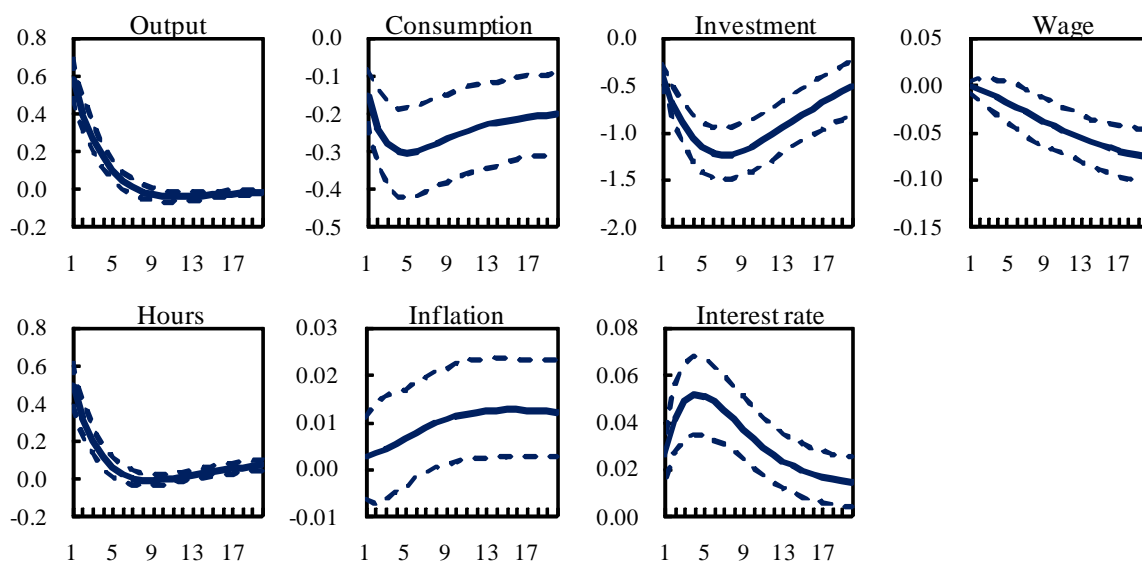 Output
0.8
0.6
0.4
0.2
0.0
-0.2
1 5 9 13 17
Consumption
0.0
-0.1
-0.2
-0.3
-0.4
-0.5
1 5 9 13 17
Investment
0.0
-0.5
-1.0
-1.5
-2.0
1 5 9 13 17
Wage
0.05
0.00
-0.05
-0.10
-0.15
1 5 9 13 17
Hours
0.8
0.6
0.4
0.2
0.0
-0.2
1 5 9 13 17
Inflation
0.03
0.02
0.01
0.00
-0.01
1 5 9 13 17
Interest rate
0.08
0.06
0.04
0.02
0.00
1 5 9 13 17